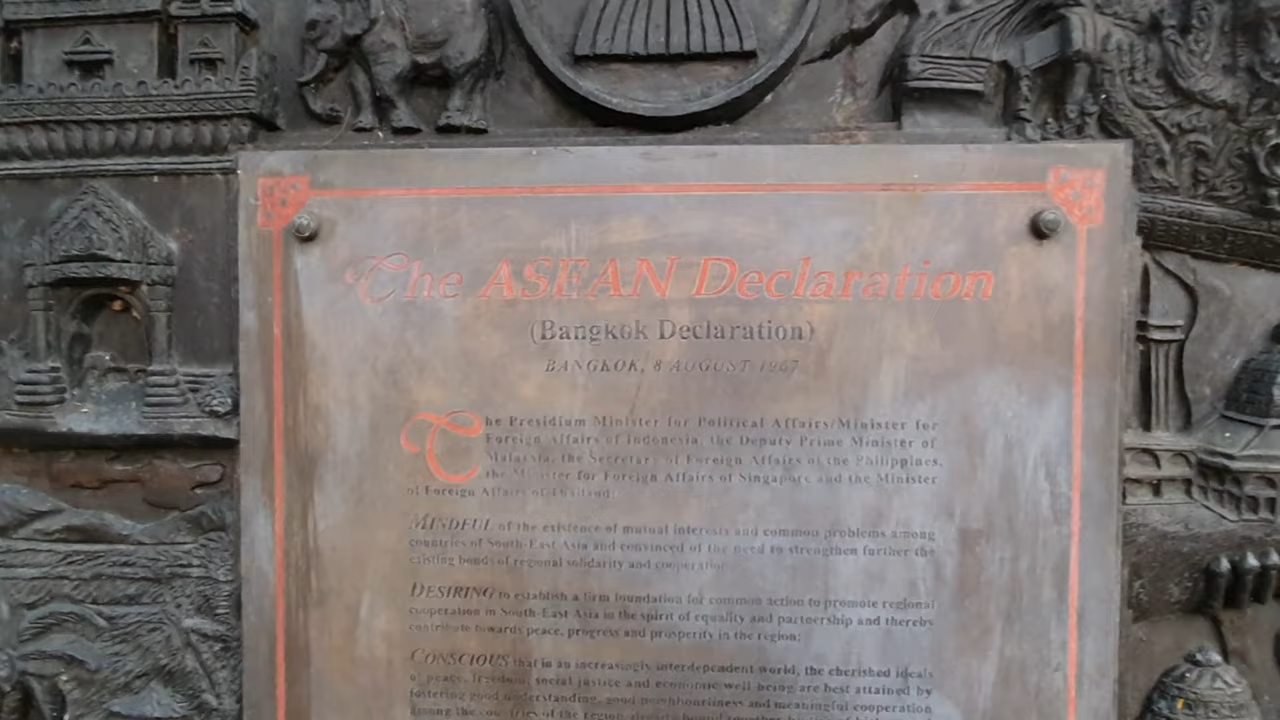 The ASEAN Declaration
(Bangkok Declaration)
BANGKOK, 8 AUGUST 1967
The Presidium Minister for Political Affairs/Minister for
Foreign Affairs of Indonesia, the Deputy Prime Minister of
Malaysia, the Secretary of Foreign Affairs of the Philippines,
the Minister for Foreign Affairs of Singapore and the Minister
of Foreign Affairs of Thailand:
MINDFUL of the existence of mutual interests and common problems among
countries of South-East Asia and convinced of the need to strengthen further the
existing bonds of regional solidarity and cooperation
DESIRING to establish a firm foundation for common action to promote regional
cooperation in South-East Asia in the spirit of equality and partnership and thereby
contribute towards peace, progress and prosperity in the region;
CONSCIOUS that in an increasingly interdependent world, the cherished ideals
of peace, freedom, social justice and economic well being are best attained by
fostering good understanding, good neighbourliness and meaningful cooperation
among the countries of the region already bound together